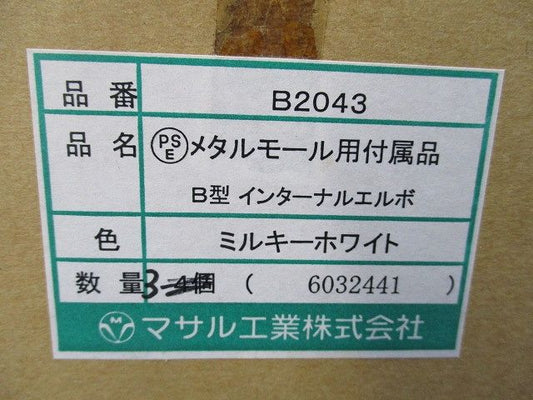 品番 B2043
品名 PSE メタルモール用付属品
B型 インターナルエルボ
色 ミルキーホワイト
数量 3 4個 ( 6032441 )
M マサル工業株式会社